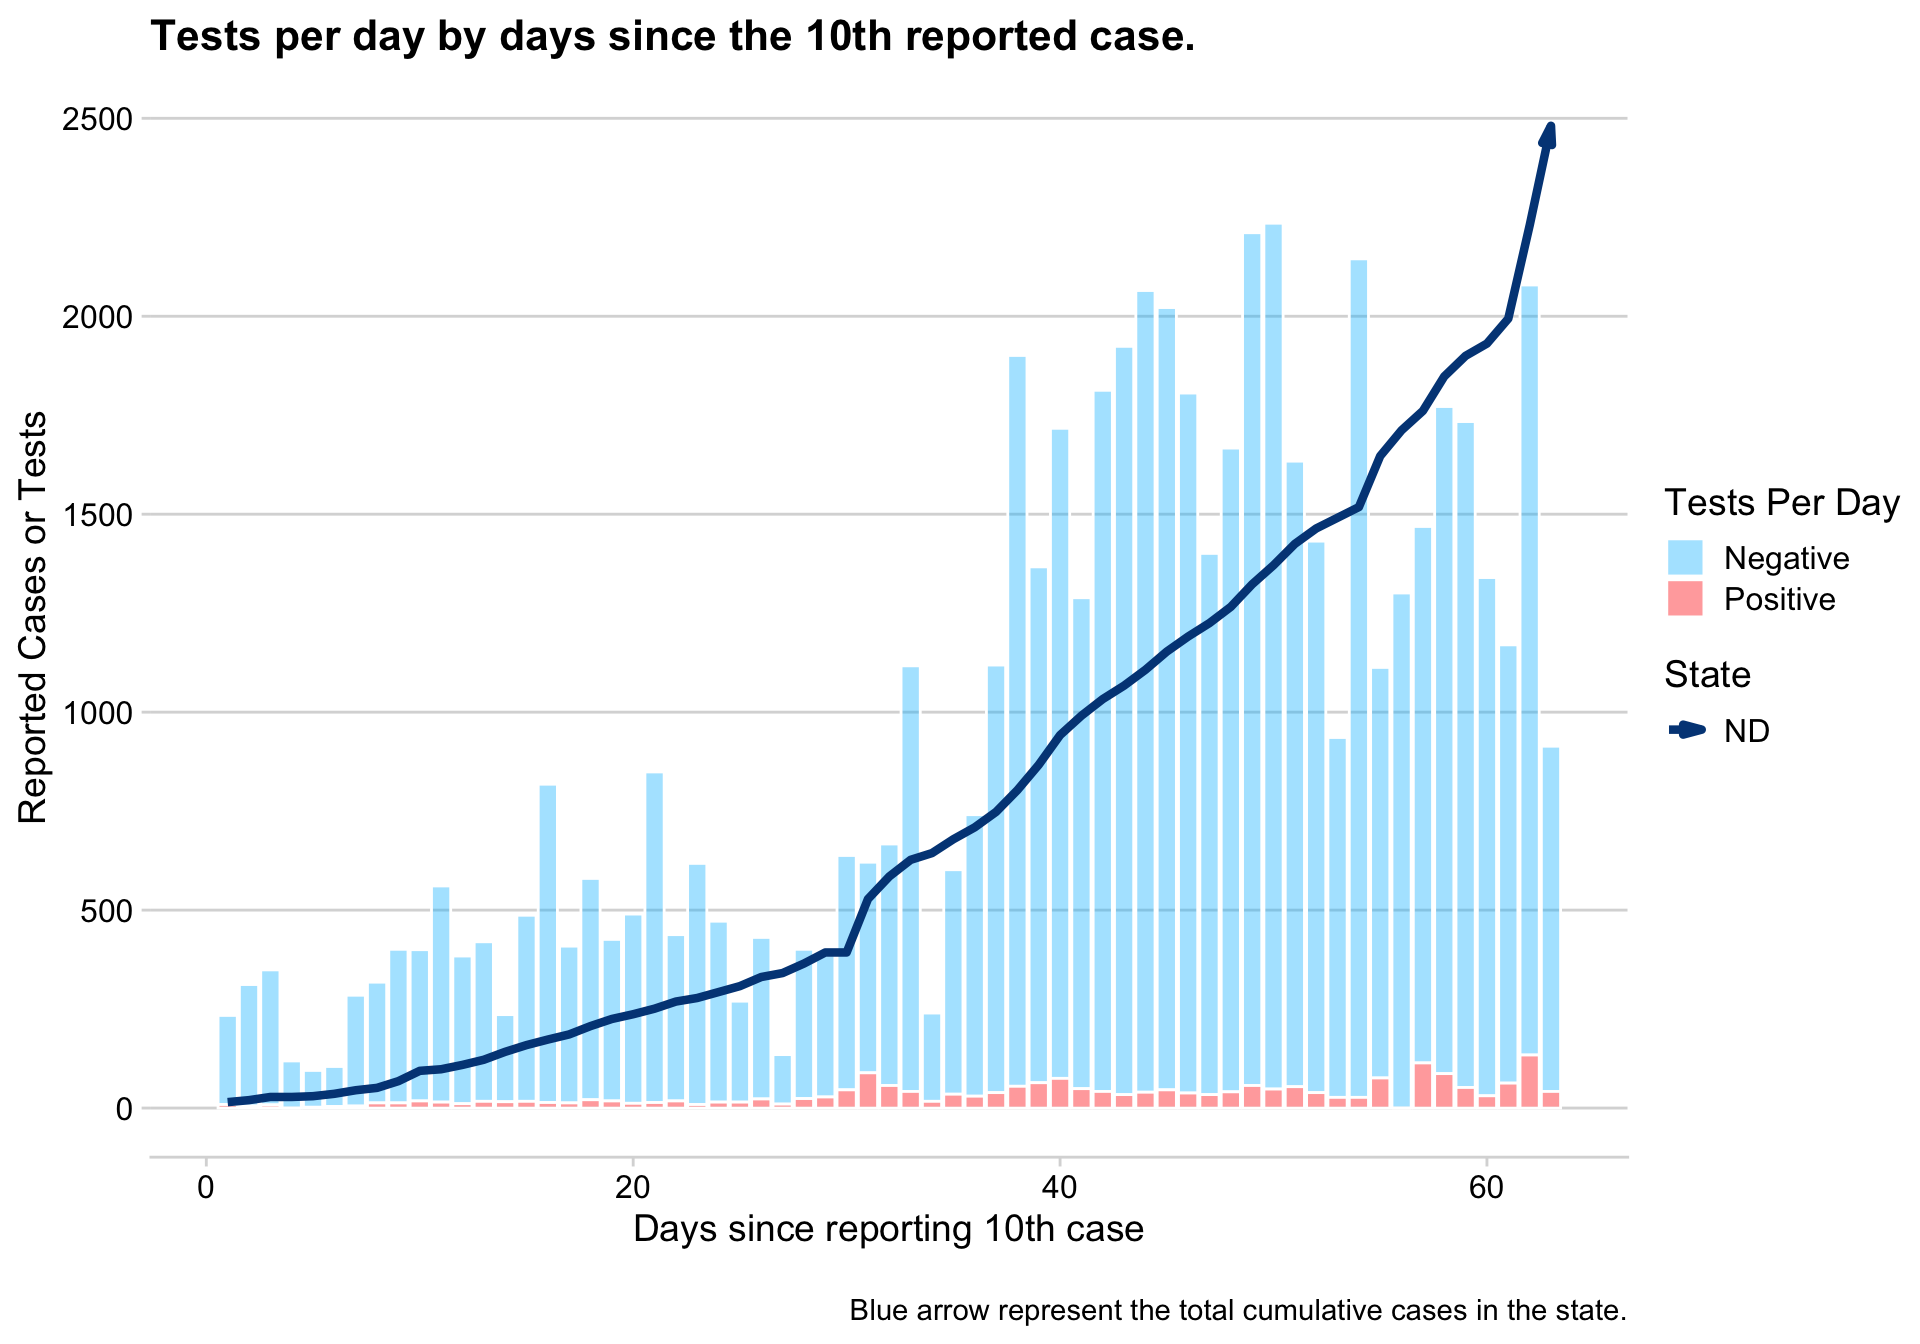 Tests per day by days since the 10th reported case.
2500
2000
1500
1000
500
0
Reported Cases or Tests
0 20 40 60
Days since reporting 10th case
Tests Per Day
Negative
Positive
State
ND
Blue arrow represent the total cumulative cases in the state.